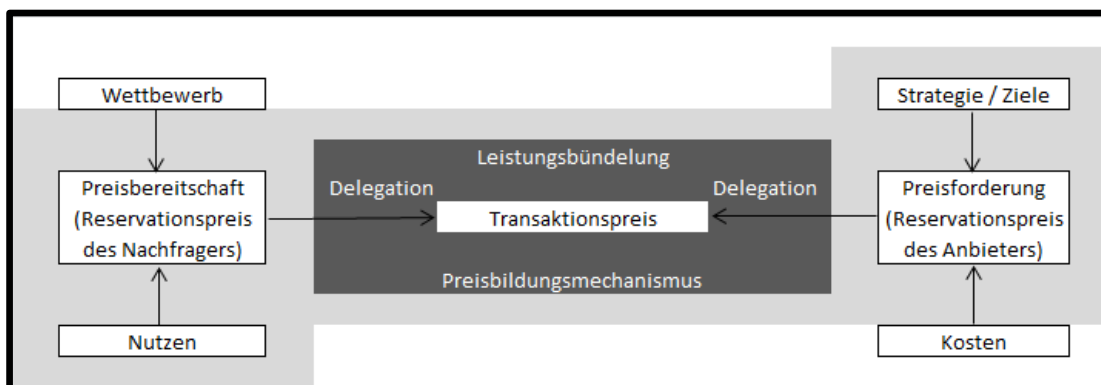 Wettbewerb
Strategie / Ziele
Leistungsbündelung
Preisbereitschaft
(Reservationspreis
des Nachfragers)
Delegation
Transaktionspreis
Delegation
Preisforderung
(Reservationspreis
des Anbieters)
Preisbildungsmechanismus
Nutzen
Kosten